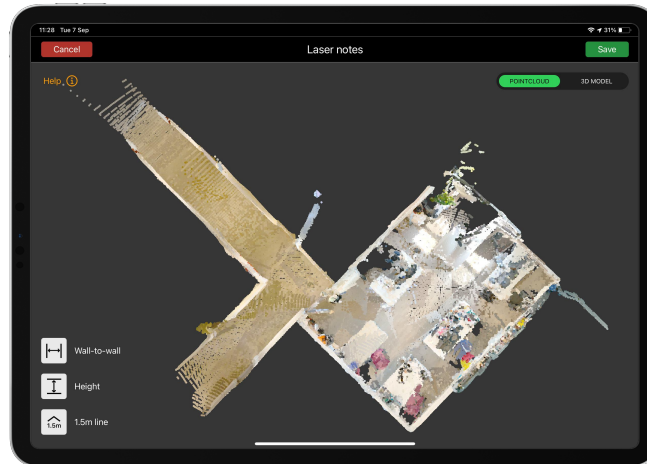 11:28 Tue 7 Sep
31%
Cancel
Laser notes
Save
Help
POINTCLOUD
3D MODEL
Wall-to-wall
Height
1.5m
1.5m line